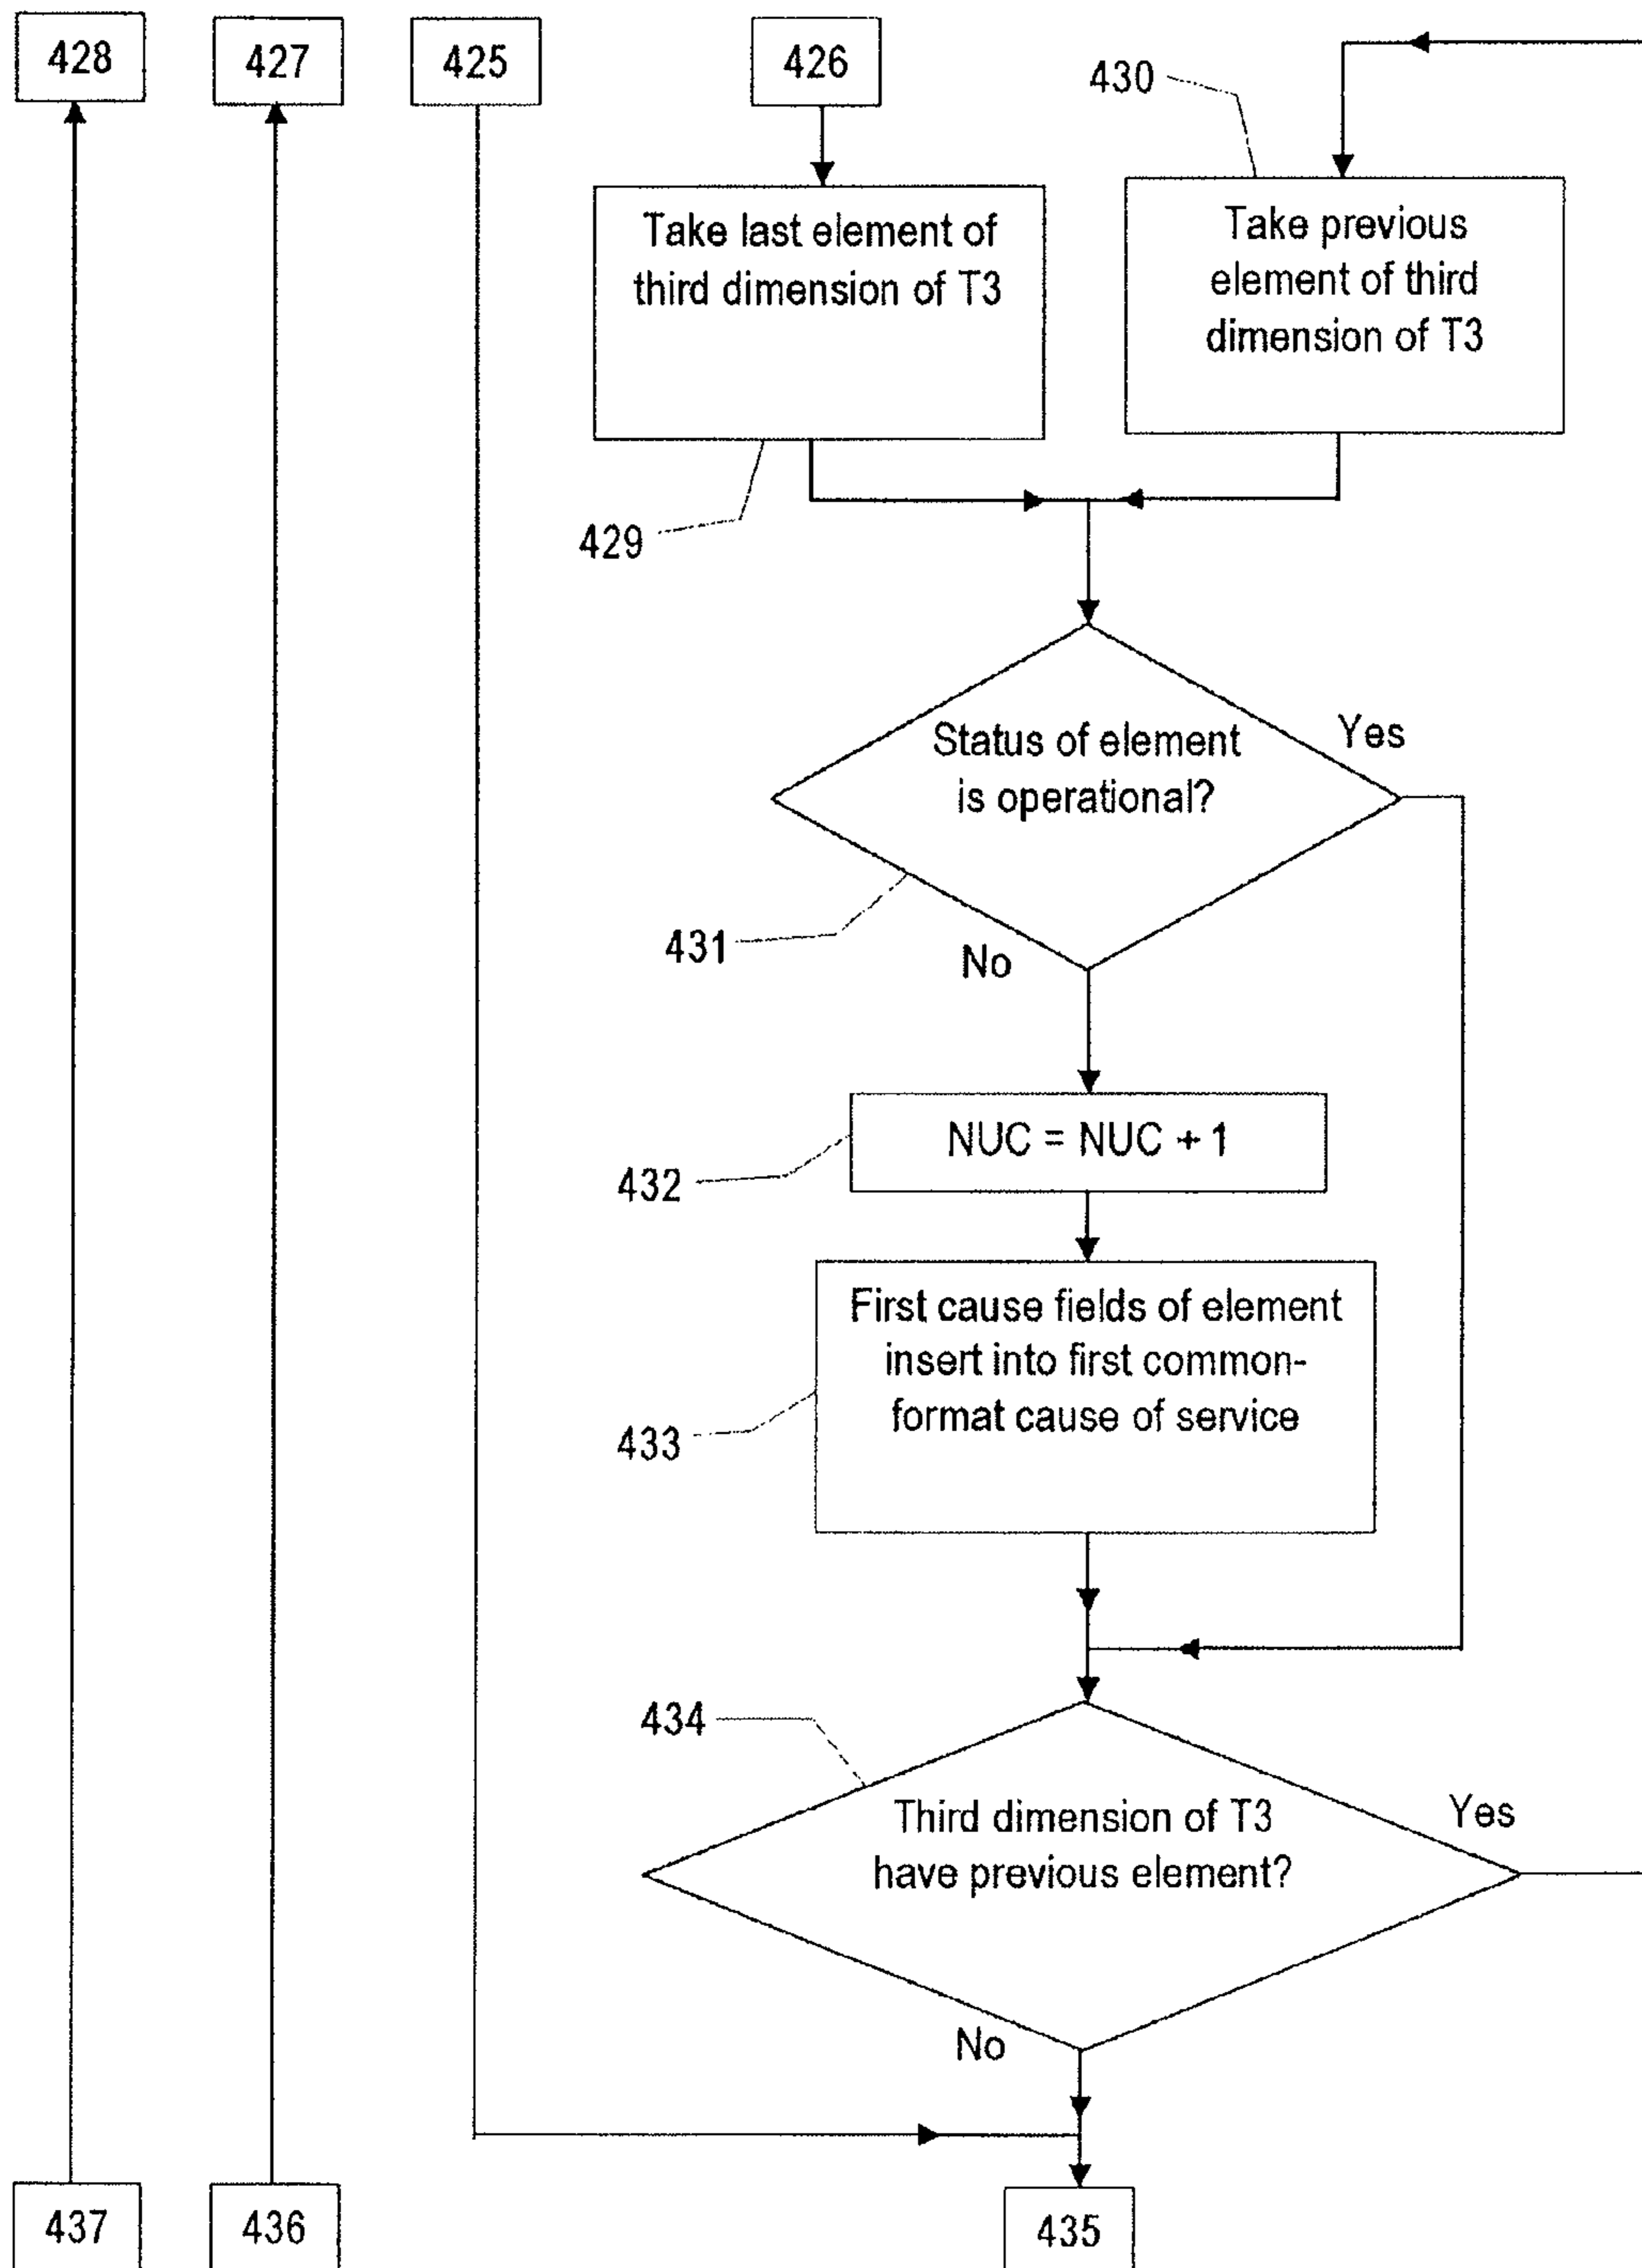 428
427
425
426
430
Take last element of
third dimension of T3
Take previous
element of third
dimension of T3
429
Status of element
is operational?
Yes
431
No
NUC = NUC + 1
432
First cause fields of element
insert into first common-
format cause of service
433
434
Third dimension of T3
have previous element?
Yes
No
437
436
435